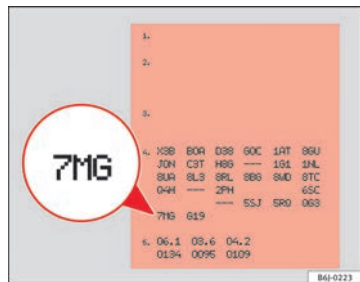 1.
2.
3.
4. X3B B0A D38 G0C 1AT 8GU
J0N C3T H8G --- 1G1 1NL
8UA 8L3 8RL 8BG 8WD 8TC
04H --- 2PH 6SC
--- 5SJ 5R0 0G3
7MG G19
5. 06.1 03.6 04.2
0134 0095 0109
7MG
B6J-0223